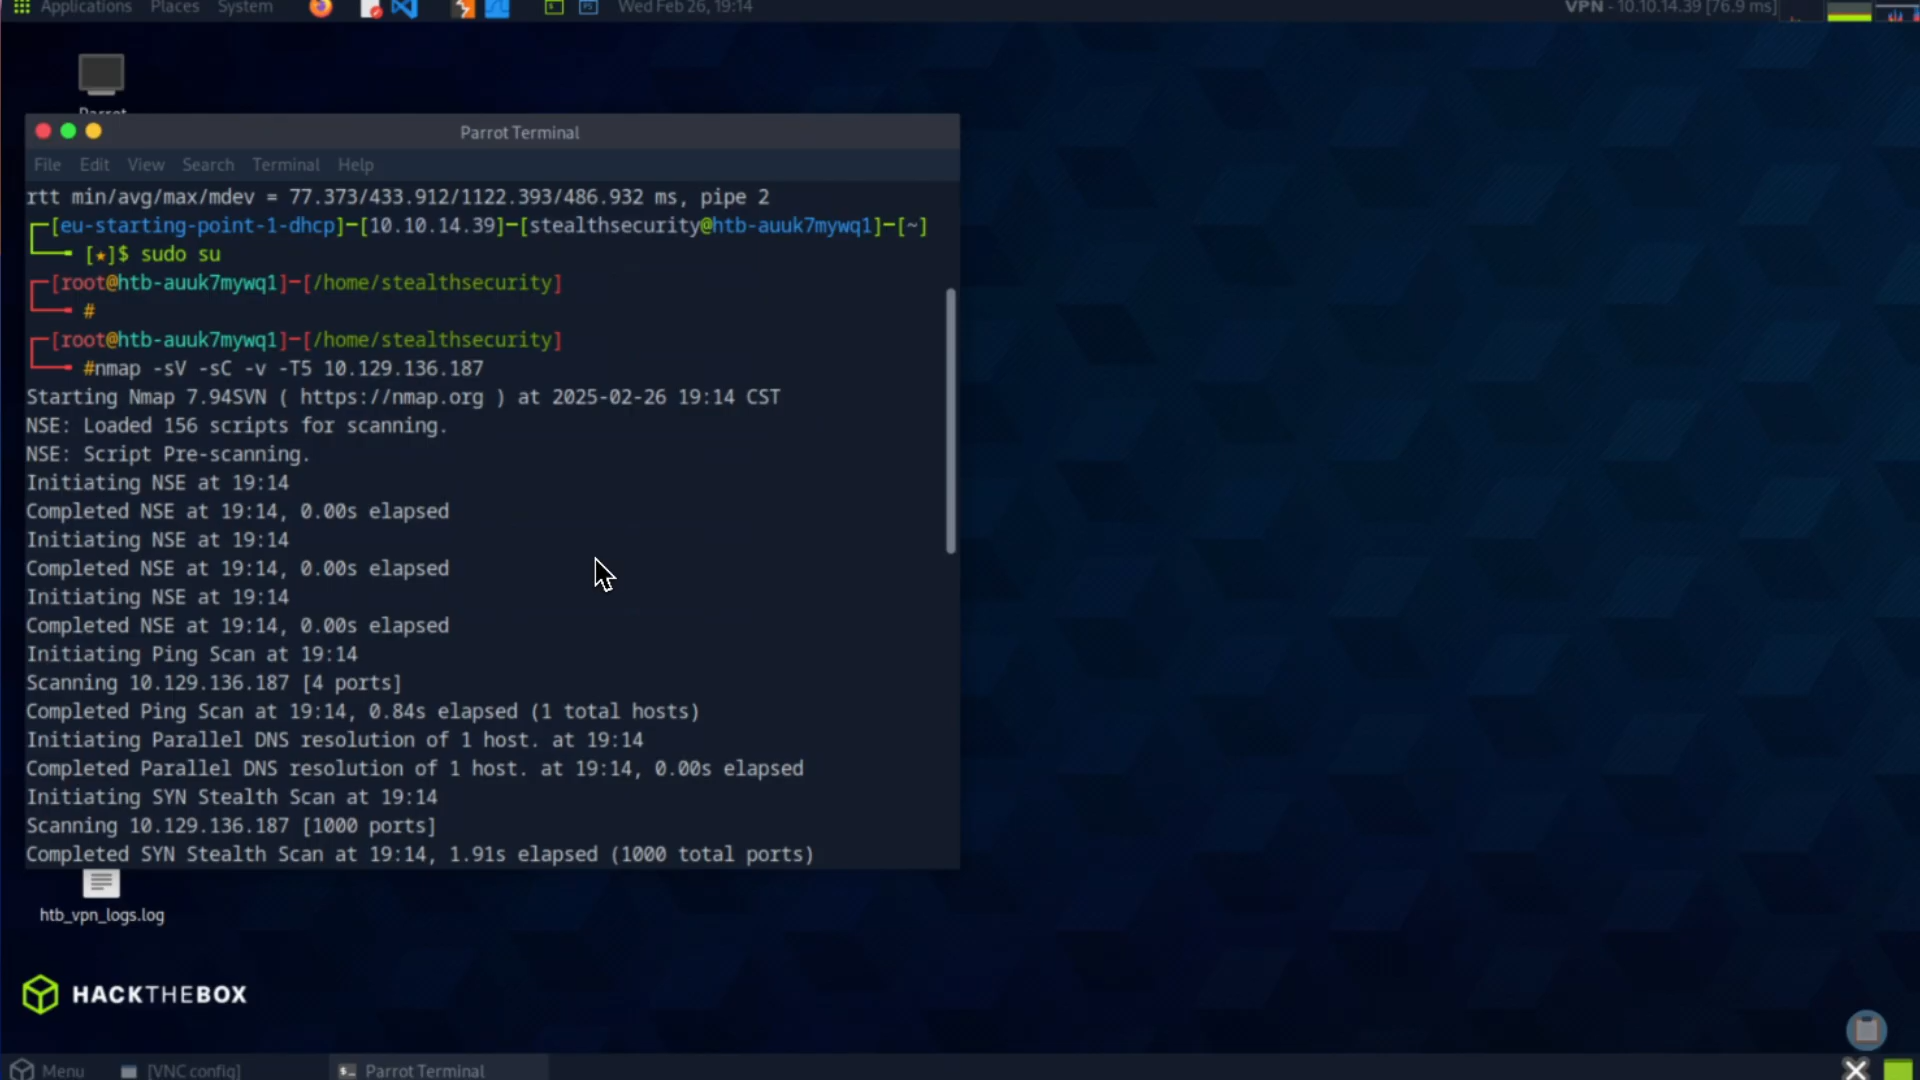 Applications Places System Wed Feb 26, 19:14 VPN - 10.10.14.39 [76.9 ms]
Parrot
Parrot Terminal
File Edit View Search Terminal Help
rtt min/avg/max/mdev = 77.373/433.912/1122.393/486.932 ms, pipe 2
[eu-starting-point-1-dhcp]-[10.10.14.39]-[stealthsecurity@htb-auuk7mywq1]-[~]
[★]$ sudo su
[root@htb-auuk7mywq1]-[/home/stealthsecurity]
#
[root@htb-auuk7mywq1]-[/home/stealthsecurity]
#nmap -sV -sC -v -T5 10.129.136.187
Starting Nmap 7.94SVN ( https://nmap.org ) at 2025-02-26 19:14 CST
NSE: Loaded 156 scripts for scanning.
NSE: Script Pre-scanning.
Initiating NSE at 19:14
Completed NSE at 19:14, 0.00s elapsed
Initiating NSE at 19:14
Completed NSE at 19:14, 0.00s elapsed
Initiating NSE at 19:14
Completed NSE at 19:14, 0.00s elapsed
Initiating Ping Scan at 19:14
Scanning 10.129.136.187 [4 ports]
Completed Ping Scan at 19:14, 0.84s elapsed (1 total hosts)
Initiating Parallel DNS resolution of 1 host. at 19:14
Completed Parallel DNS resolution of 1 host. at 19:14, 0.00s elapsed
Initiating SYN Stealth Scan at 19:14
Scanning 10.129.136.187 [1000 ports]
Completed SYN Stealth Scan at 19:14, 1.91s elapsed (1000 total ports)
htb_vpn_logs.log
HACKTHEBOX
Menu [VNC config] Parrot Terminal